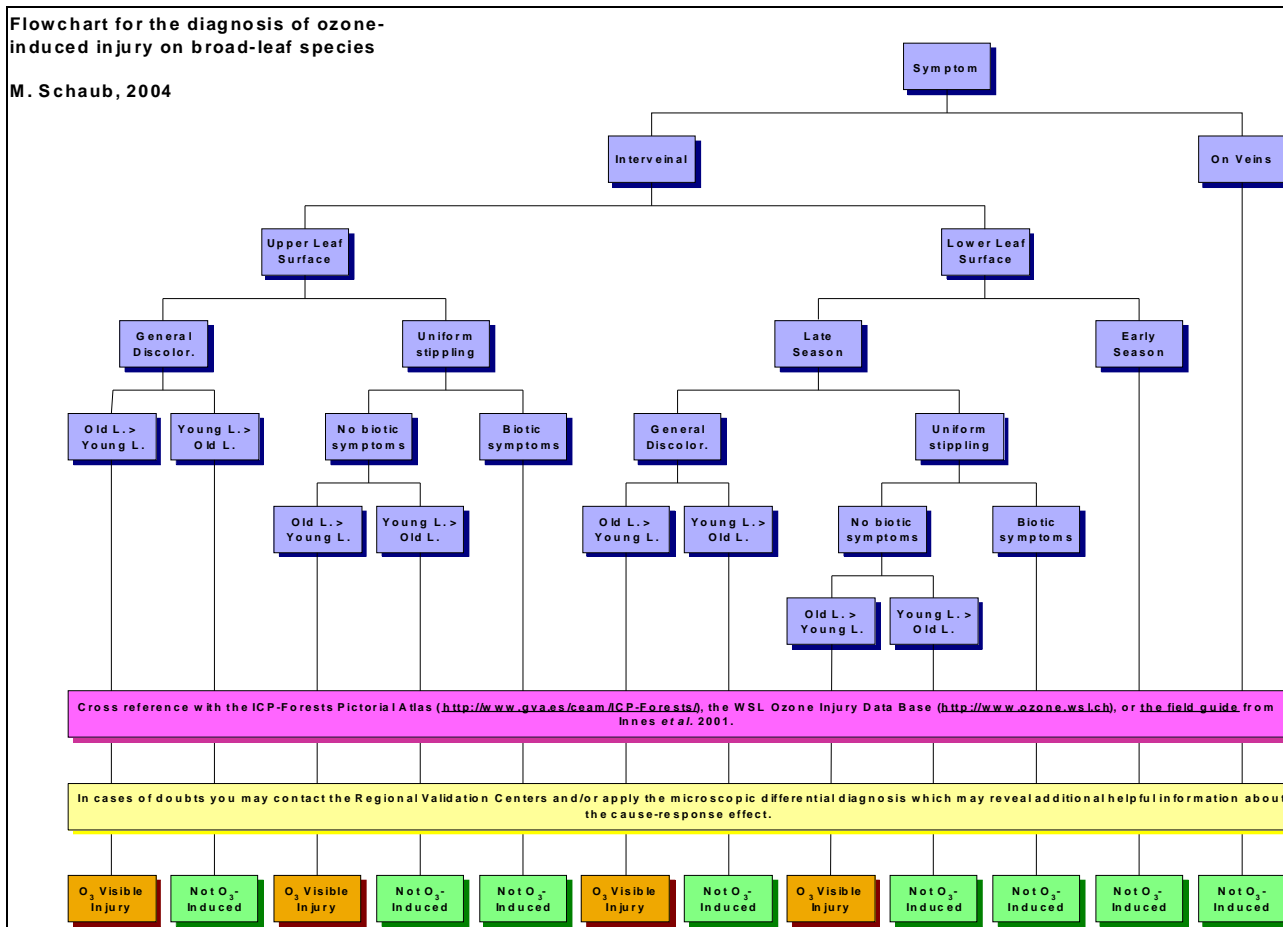 Flowchart for the diagnosis of ozone-
induced injury on broad-leaf species
M. Schaub, 2004
Symptom
Interveinal
On Veins
Upper Leaf
Surface
Lower Leaf
Surface
General
Discolor.
Uniform
stippling
Late
Season
Early
Season
Old L. >
Young L.
Young L. >
Old L.
No biotic
symptoms
Biotic
symptoms
General
Discolor.
Uniform
stippling
Old L. >
Young L.
Young L. >
Old L.
Old L. >
Young L.
Young L. >
Old L.
No biotic
symptoms
Biotic
symptoms
Old L. >
Young L.
Young L. >
Old L.
Cross reference with the ICP-Forests Pictorial Atlas (http://www.gva.es/ceam/ICP-Forests/), the WSL Ozone Injury Data Base (http://www.ozone.wsl.ch), or the field guide from
Innes et al. 2001.
In cases of doubts you may contact the Regional Validation Centers and/or apply the microscopic differential diagnosis which may reveal additional helpful information about
the cause-response effect.
O3 Visible
Injury
Not O3-
Induced
O3 Visible
Injury
Not O3-
Induced
Not O3-
Induced
O3 Visible
Injury
Not O3-
Induced
O3 Visible
Injury
Not O3-
Induced
Not O3-
Induced
Not O3-
Induced
Not O3-
Induced